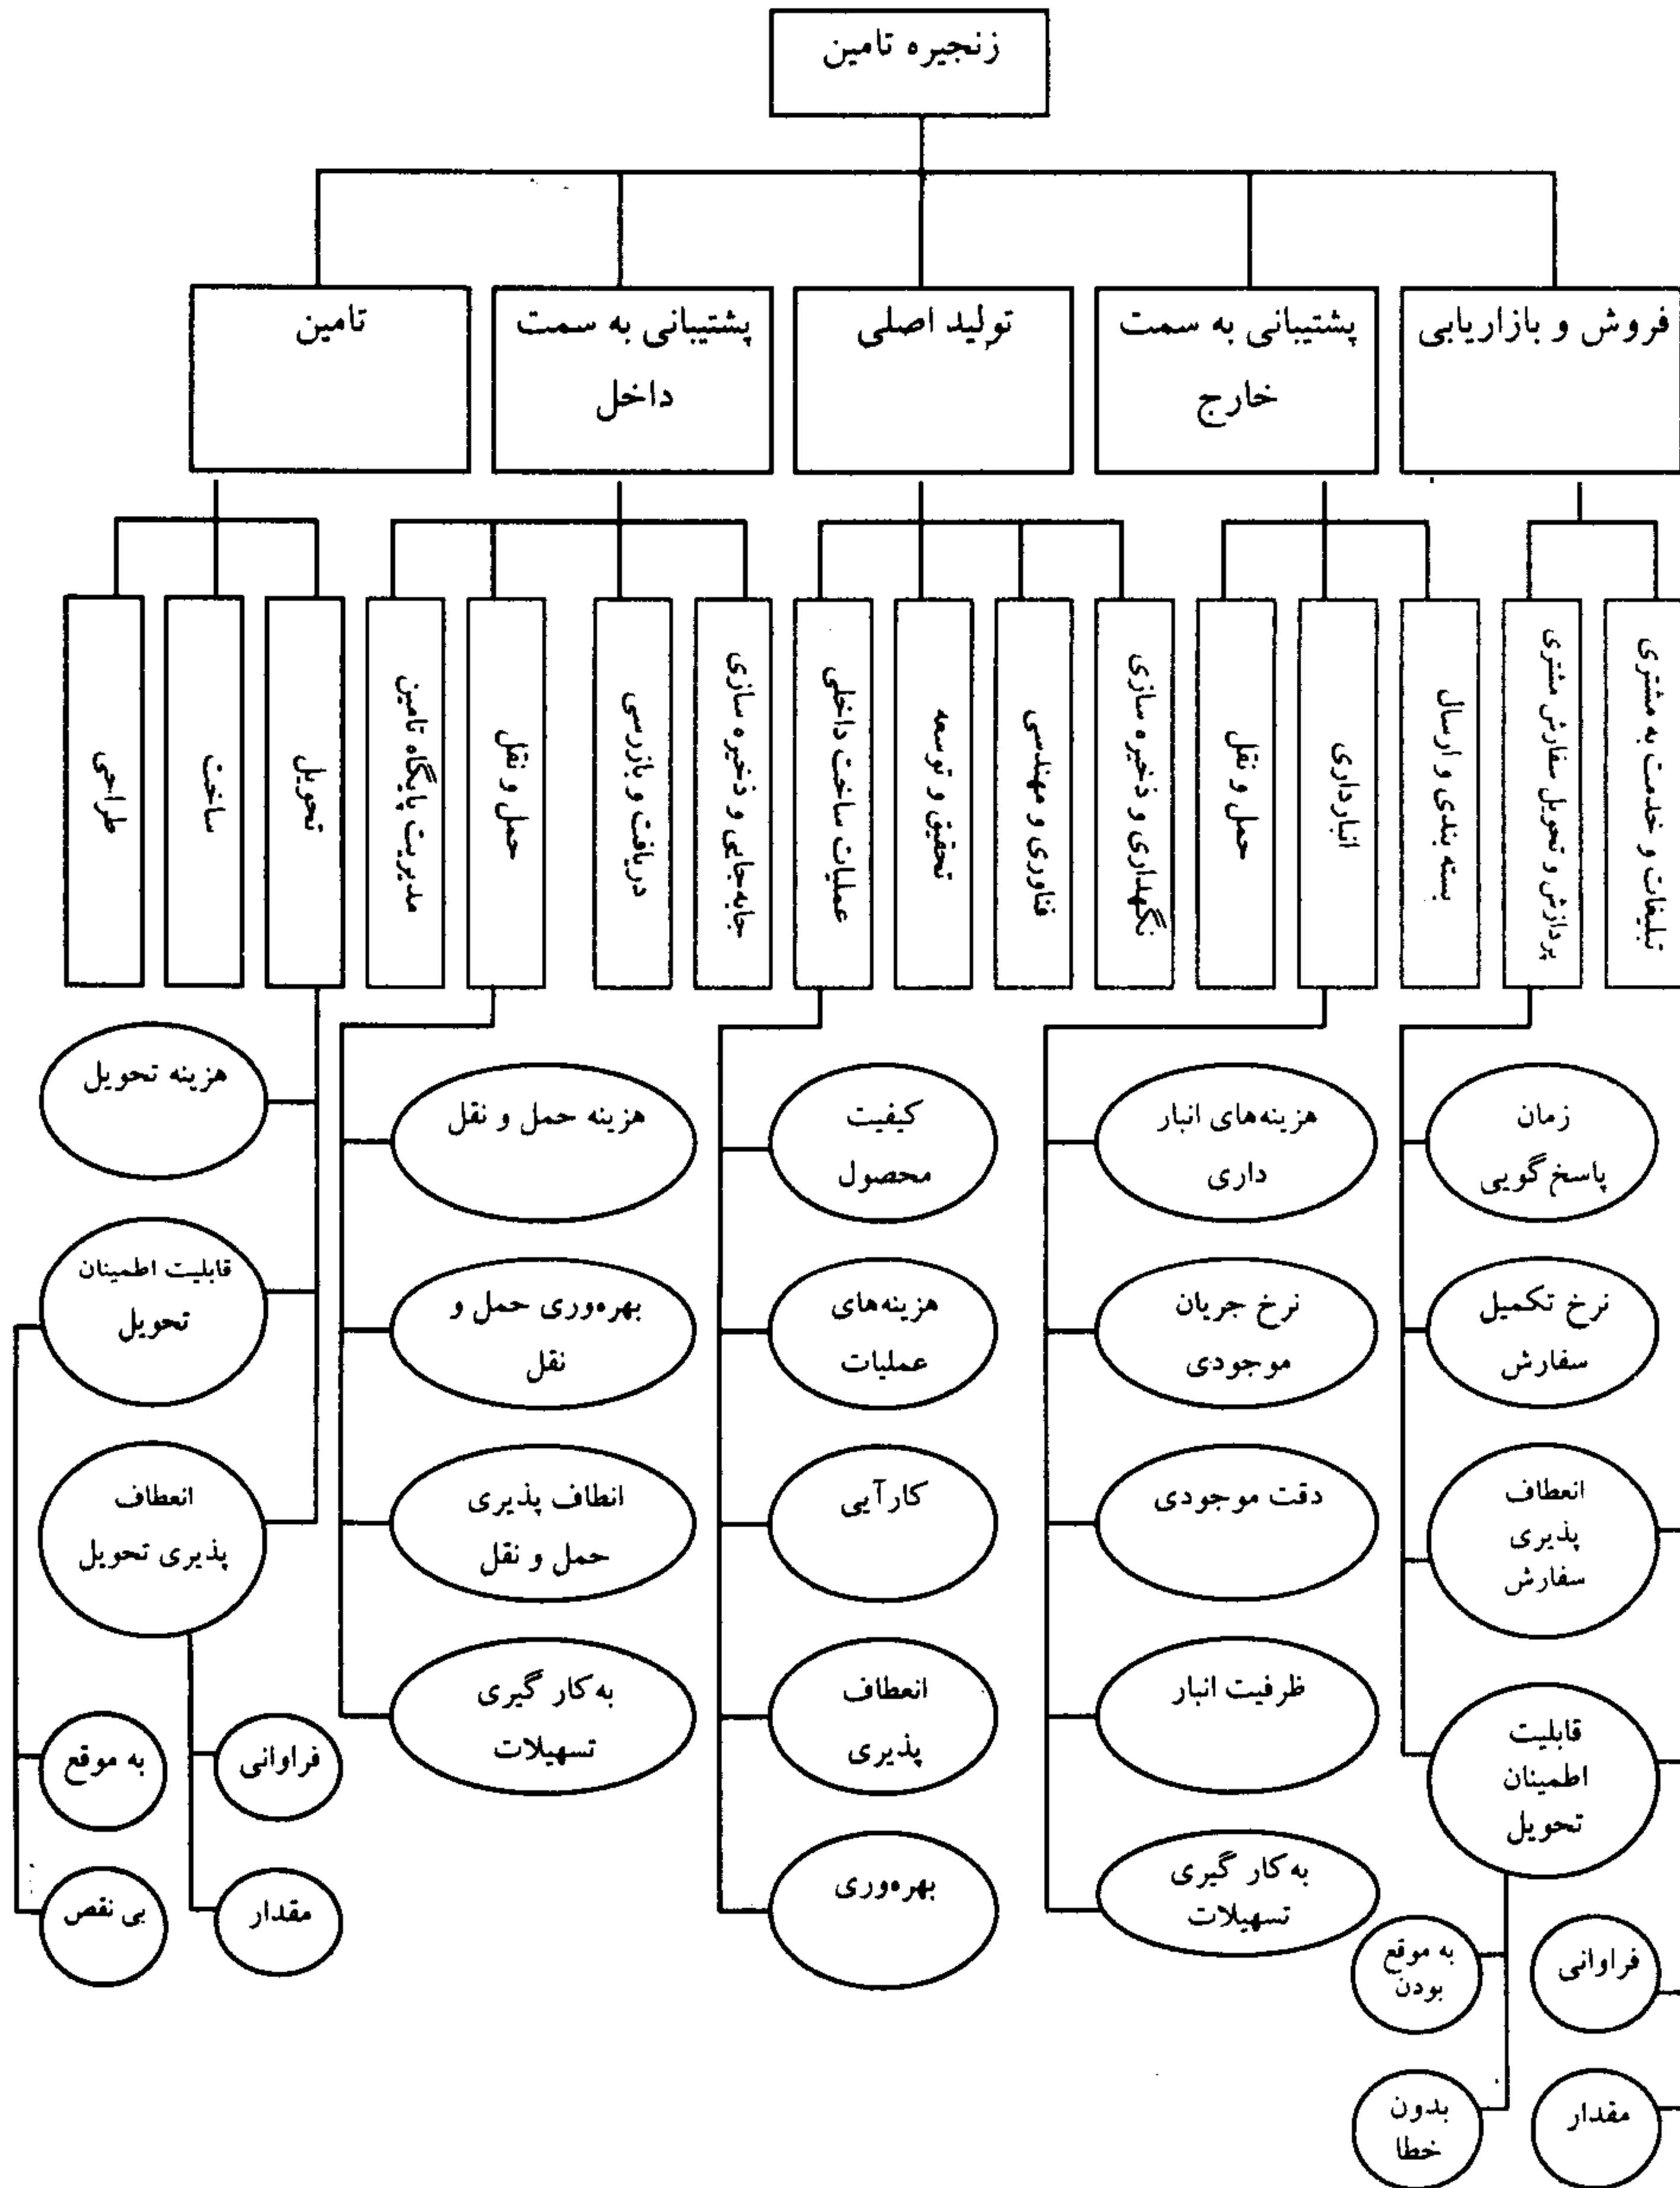 زنجیره تامین
فروش و بازاریابی
پشتیبانی به سمت
خارج
تولید اصلی
پشتیبانی به سمت
داخل
تامین
تبلیغات و خدمت به مشتری
پردازش و تحویل سفارش مشتری
بسته بندی و ارسال
انبارداری
حمل و نقل
نگهداری و ذخیره سازی
فناوری و مهندسی
تحقیق و توسعه
عملیات ساخت داخلی
جابه‌جایی و ذخیره سازی
دریافت و بازرسی
حمل و نقل
مدیریت پایگاه تامین
تحویل
ساخت
طراحی
زمان
پاسخ‌گویی
نرخ تکمیل
سفارش
انعطاف
پذیری
سفارش
قابلیت
اطمینان
تحویل
فراوانی
مقدار
به موقع
بودن
بدون
خطا
هزینه‌های انبار
داری
نرخ جریان
موجودی
دقت موجودی
ظرفیت انبار
به‌کار گیری
تسهیلات
کیفیت
محصول
هزینه‌های
عملیات
کارآیی
انعطاف
پذیری
بهره‌وری
هزینه حمل و نقل
بهره‌وری حمل و
نقل
انطاف پذیری
حمل و نقل
به‌کار گیری
تسهیلات
هزینه تحویل
قابلیت اطمینان
تحویل
انعطاف
پذیری تحویل
فراوانی
مقدار
به موقع
بی نقص